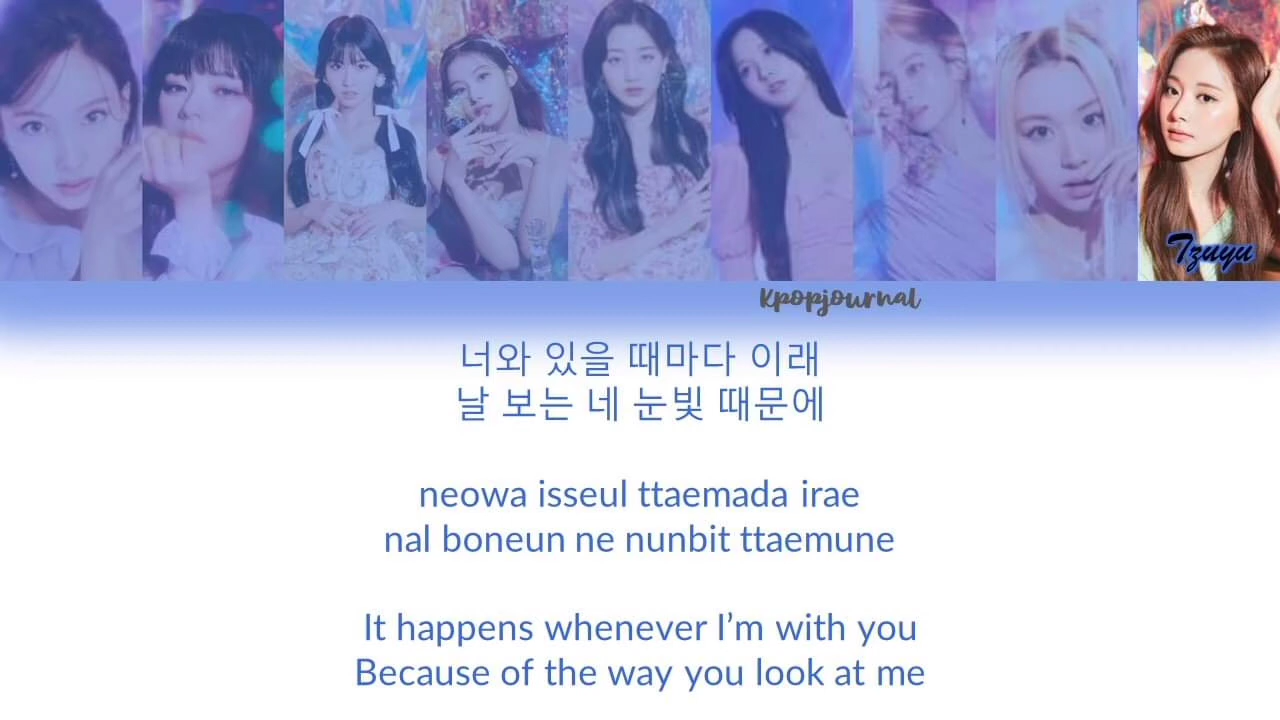 Tzuyu
Kpopjournal
너와 있을 때마다 이래
날 보는 네 눈빛 때문에
neowa isseul ttaemada irae
nal boneun ne nunbit ttaemune
It happens whenever I’m with you
Because of the way you look at me